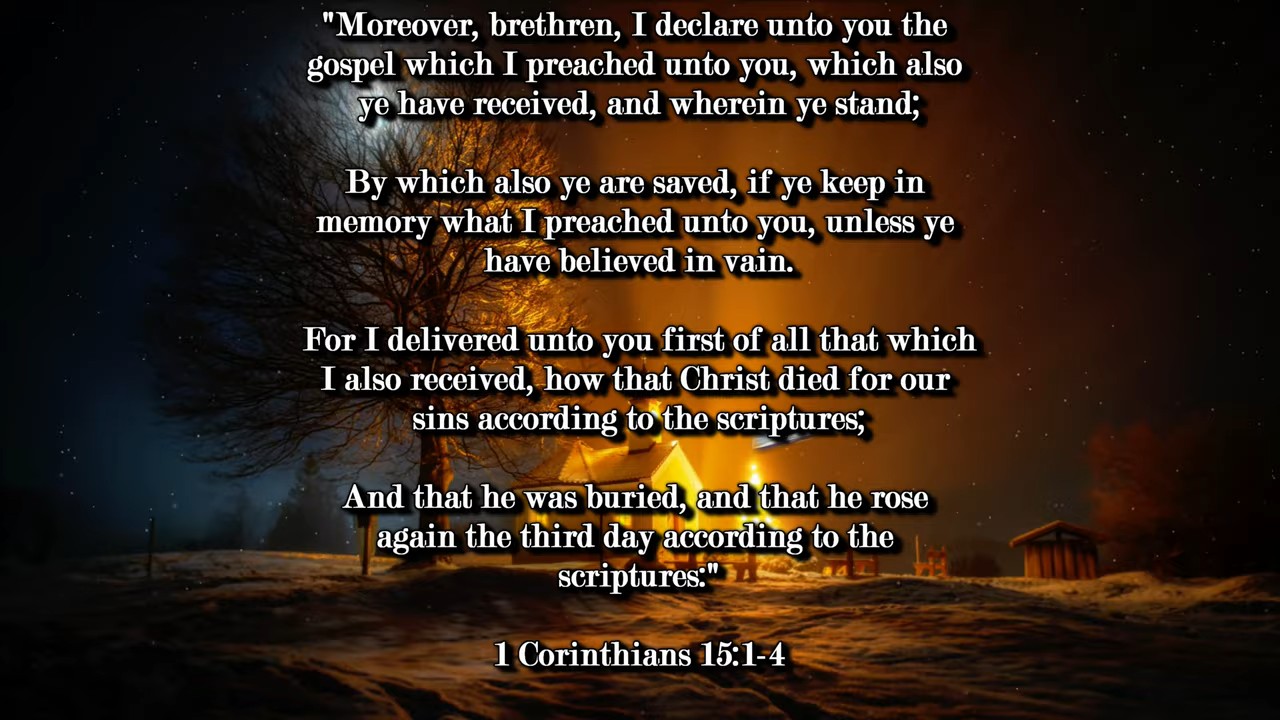 "Moreover, brethren, I declare unto you the
gospel which I preached unto you, which also
ye have received, and wherein ye stand;
By which also ye are saved, if ye keep in
memory what I preached unto you, unless ye
have believed in vain.
For I delivered unto you first of all that which
I also received, how that Christ died for our
sins according to the scriptures;
And that he was buried, and that he rose
again the third day according to the
scriptures:"
1 Corinthians 15:1-4